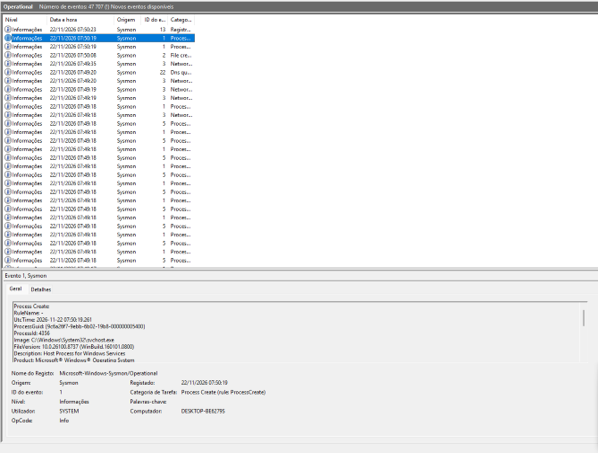 Operational Número de eventos: 47 707 (!) Novos eventos disponíveis
Nível Data e hora Origem ID do e... Catego...
Informações 22/11/2026 07:50:23 Sysmon 13 Registr...
Informações 22/11/2026 07:50:19 Sysmon 1 Proces...
Informações 22/11/2026 07:50:19 Sysmon 1 Proces...
Informações 22/11/2026 07:50:08 Sysmon 2 File cre...
Informações 22/11/2026 07:49:35 Sysmon 3 Networ...
Informações 22/11/2026 07:49:20 Sysmon 22 Dns qu...
Informações 22/11/2026 07:49:20 Sysmon 3 Networ...
Informações 22/11/2026 07:49:19 Sysmon 3 Networ...
Informações 22/11/2026 07:49:19 Sysmon 3 Networ...
Informações 22/11/2026 07:49:18 Sysmon 1 Proces...
Informações 22/11/2026 07:49:18 Sysmon 3 Networ...
Informações 22/11/2026 07:49:18 Sysmon 5 Proces...
Informações 22/11/2026 07:49:18 Sysmon 1 Proces...
Informações 22/11/2026 07:49:18 Sysmon 5 Proces...
Informações 22/11/2026 07:49:18 Sysmon 1 Proces...
Informações 22/11/2026 07:49:18 Sysmon 5 Proces...
Informações 22/11/2026 07:49:18 Sysmon 1 Proces...
Informações 22/11/2026 07:49:18 Sysmon 5 Proces...
Informações 22/11/2026 07:49:18 Sysmon 5 Proces...
Informações 22/11/2026 07:49:18 Sysmon 1 Proces...
Informações 22/11/2026 07:49:18 Sysmon 1 Proces...
Informações 22/11/2026 07:49:18 Sysmon 5 Proces...
Informações 22/11/2026 07:49:18 Sysmon 5 Proces...
Informações 22/11/2026 07:49:18 Sysmon 1 Proces...
Informações 22/11/2026 07:49:18 Sysmon 5 Proces...
Informações 22/11/2026 07:49:18 Sysmon 1 Proces...
Informações 22/11/2026 07:49:18 Sysmon 5 Proces...
Evento 1, Sysmon
Geral Detalhes
Process Create:
RuleName: -
UtcTime: 2026-11-22 07:50:19.261
ProcessId: 4356
Image: C:\Windows\System32\svchost.exe
FileVersion: 10.0.26100.8737 (WinBuild.160101.0800)
Description: Host Process for Windows Services
Product: Microsoft® Windows® Operating System
Nome do Registo: Microsoft-Windows-Sysmon/Operational
Origem: Sysmon Registado: 22/11/2026 07:50:19
ID do evento: 1 Categoria de Tarefa: Process Create (rule: ProcessCreate)
Nível: Informações Palavras-chave:
Utilizador: SYSTEM Computador: DESKTOP-BE6279S
OpCode: Info